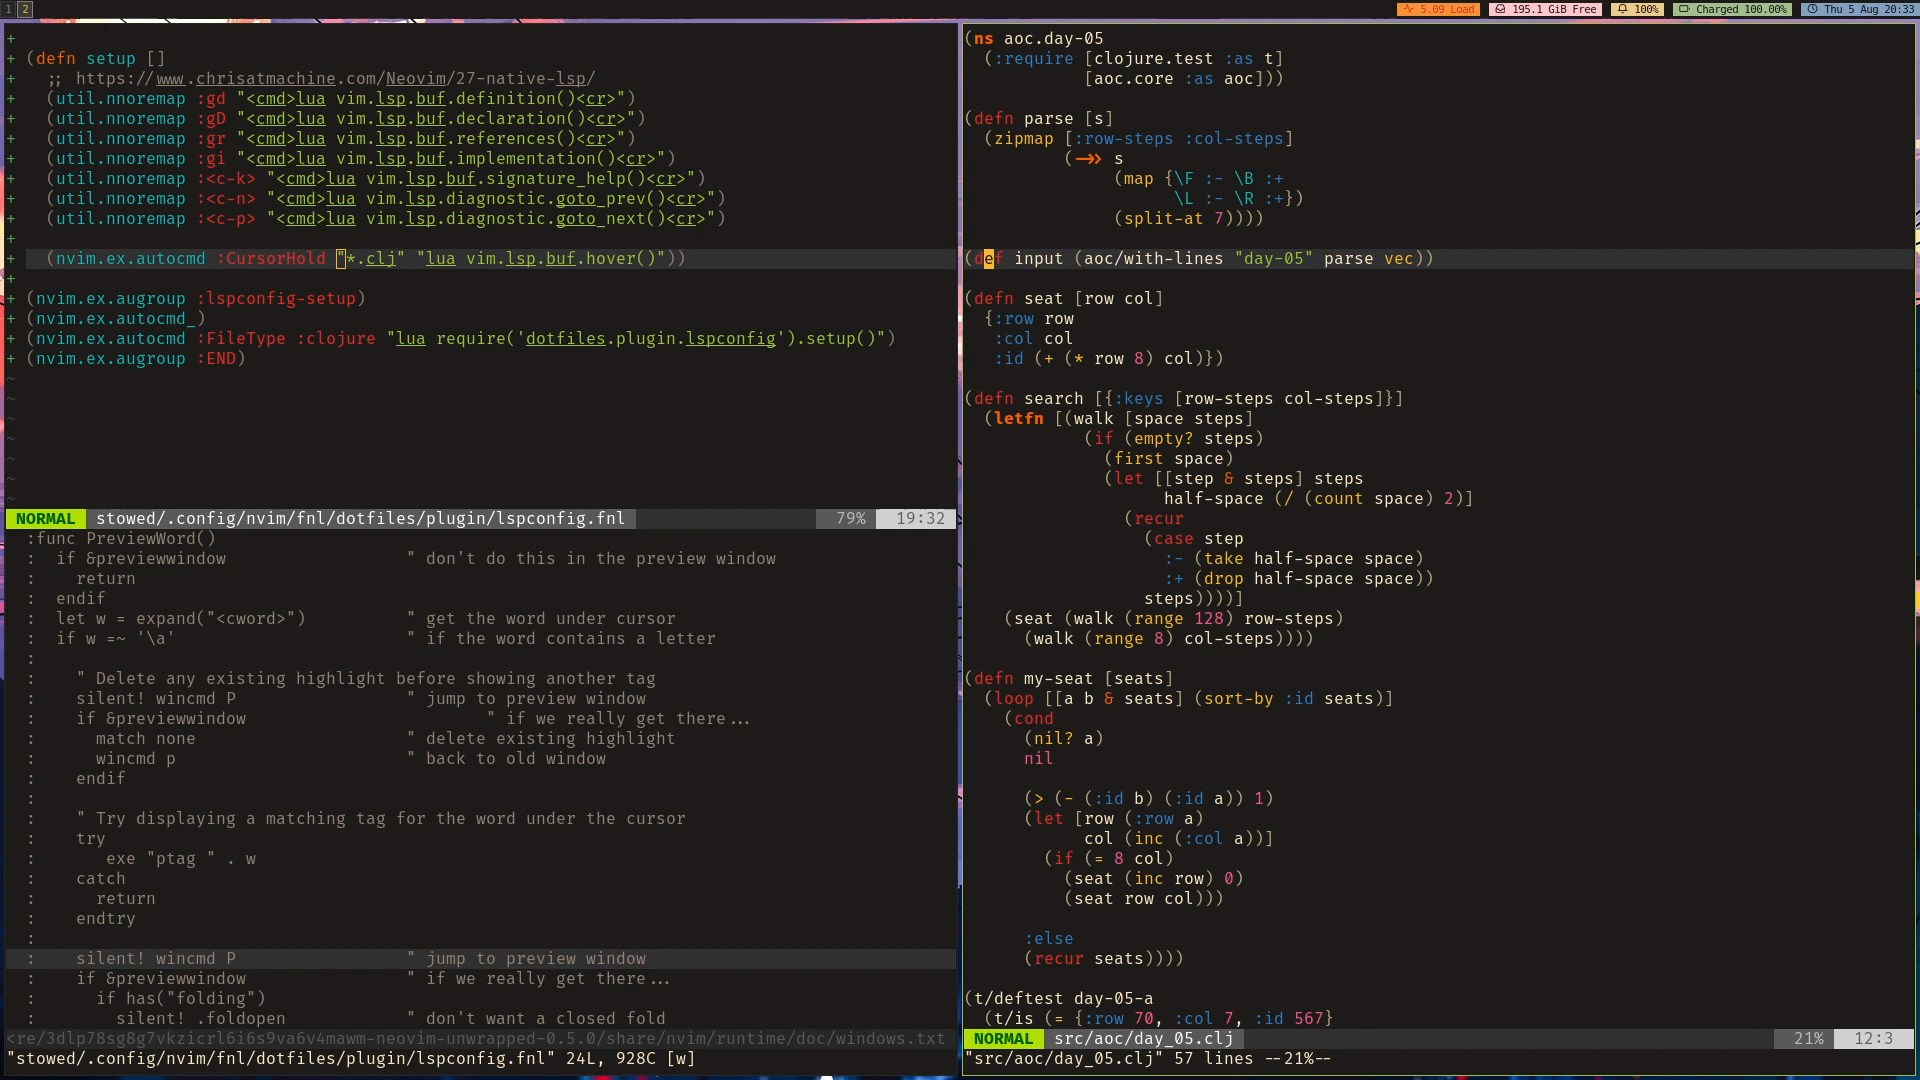 1 2
5.09 Load 195.1 GiB Free 100% Charged 100.00% Thu 5 Aug 20:33
+
+ (defn setup []
+   ;; https://www.chrisatmachine.com/Neovim/27-native-lsp/
+   (util.nnoremap :gd "<cmd>lua vim.lsp.buf.definition()<cr>")
+   (util.nnoremap :gD "<cmd>lua vim.lsp.buf.declaration()<cr>")
+   (util.nnoremap :gr "<cmd>lua vim.lsp.buf.references()<cr>")
+   (util.nnoremap :gi "<cmd>lua vim.lsp.buf.implementation()<cr>")
+   (util.nnoremap :<c-k> "<cmd>lua vim.lsp.buf.signature_help()<cr>")
+   (util.nnoremap :<c-n> "<cmd>lua vim.lsp.diagnostic.goto_prev()<cr>")
+   (util.nnoremap :<c-p> "<cmd>lua vim.lsp.diagnostic.goto_next()<cr>")
+
+   (nvim.ex.autocmd :CursorHold "*.clj" "lua vim.lsp.buf.hover()"))
+
+ (nvim.ex.augroup :lspconfig-setup)
+ (nvim.ex.autocmd_)
+ (nvim.ex.autocmd :FileType :clojure "lua require('dotfiles.plugin.lspconfig').setup()")
+ (nvim.ex.augroup :END)
~
~
~
~
~
~
~
NORMAL stowed/.config/nvim/fnl/dotfiles/plugin/lspconfig.fnl 79% 19:32
:func PreviewWord()
:  if &previewwindow                  " don't do this in the preview window
:    return
:  endif
:  let w = expand("<cword>")          " get the word under cursor
:  if w =~ '\a'                       " if the word contains a letter
:
:    " Delete any existing highlight before showing another tag
:    silent! wincmd P                 " jump to preview window
:    if &previewwindow                        " if we really get there...
:      match none                     " delete existing highlight
:      wincmd p                       " back to old window
:    endif
:
:    " Try displaying a matching tag for the word under the cursor
:    try
:       exe "ptag " . w
:    catch
:      return
:    endtry
:
:    silent! wincmd P                 " jump to preview window
:    if &previewwindow                " if we really get there...
:      if has("folding")
:        silent! .foldopen            " don't want a closed fold
<re/3dlp78sg8g7vkzicrl6i6s9va6v4mawm-neovim-unwrapped-0.5.0/share/nvim/runtime/doc/windows.txt
"stowed/.config/nvim/fnl/dotfiles/plugin/lspconfig.fnl" 24L, 928C [w]
(ns aoc.day-05
  (:require [clojure.test :as t]
            [aoc.core :as aoc]))

(defn parse [s]
  (zipmap [:row-steps :col-steps]
          (->> s
               (map {\F :- \B :+
                     \L :- \R :+})
               (split-at 7))))

(def input (aoc/with-lines "day-05" parse vec))

(defn seat [row col]
  {:row row
   :col col
   :id (+ (* row 8) col)})

(defn search [{:keys [row-steps col-steps]}]
  (letfn [(walk [space steps]
            (if (empty? steps)
              (first space)
              (let [[step & steps] steps
                    half-space (/ (count space) 2)]
                (recur
                  (case step
                    :- (take half-space space)
                    :+ (drop half-space space))
                  steps))))]
    (seat (walk (range 128) row-steps)
      (walk (range 8) col-steps))))

(defn my-seat [seats]
  (loop [[a b & seats] (sort-by :id seats)]
    (cond
      (nil? a)
      nil

      (> (- (:id b) (:id a)) 1)
      (let [row (:row a)
            col (inc (:col a))]
        (if (= 8 col)
          (seat (inc row) 0)
          (seat row col)))

      :else
      (recur seats))))

(t/deftest day-05-a
  (t/is (= {:row 70, :col 7, :id 567}
NORMAL src/aoc/day_05.clj 21% 12:3
"src/aoc/day_05.clj" 57 lines --21%--